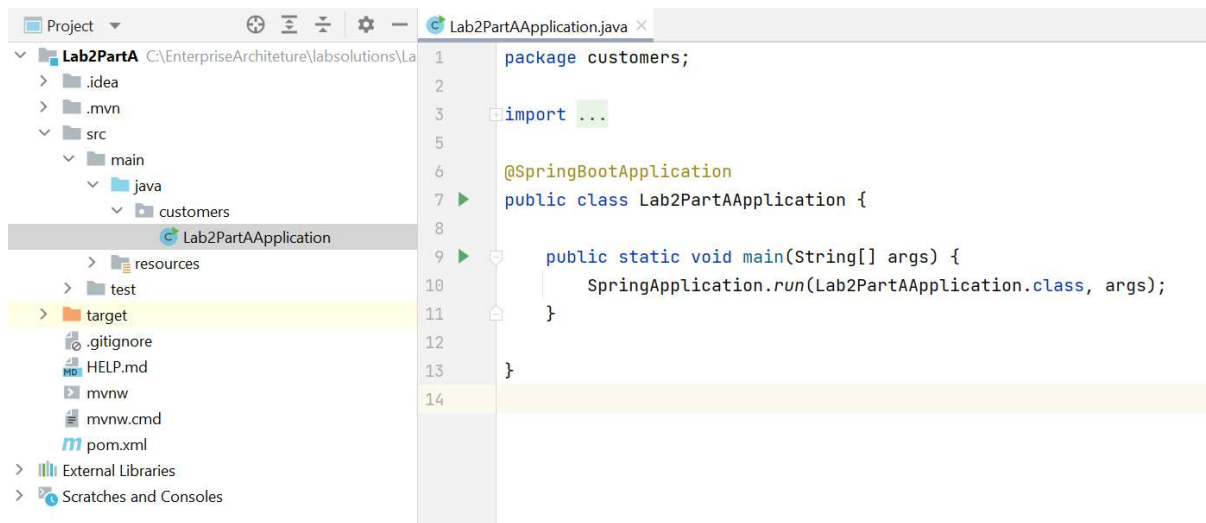 Project
Lab2PartAApplication.java
Lab2PartA C:\EnterpriseArchiteture\labsolutions\La
.idea
.mvn
src
main
java
customers
Lab2PartAApplication
resources
test
target
.gitignore
MD HELP.md
mvnw
mvnw.cmd
m pom.xml
External Libraries
Scratches and Consoles
1 package customers;
2
3 import ...
5
6 @SpringBootApplication
7 public class Lab2PartAApplication {
8
9 public static void main(String[] args) {
10 SpringApplication.run(Lab2PartAApplication.class, args);
11 }
12
13 }
14